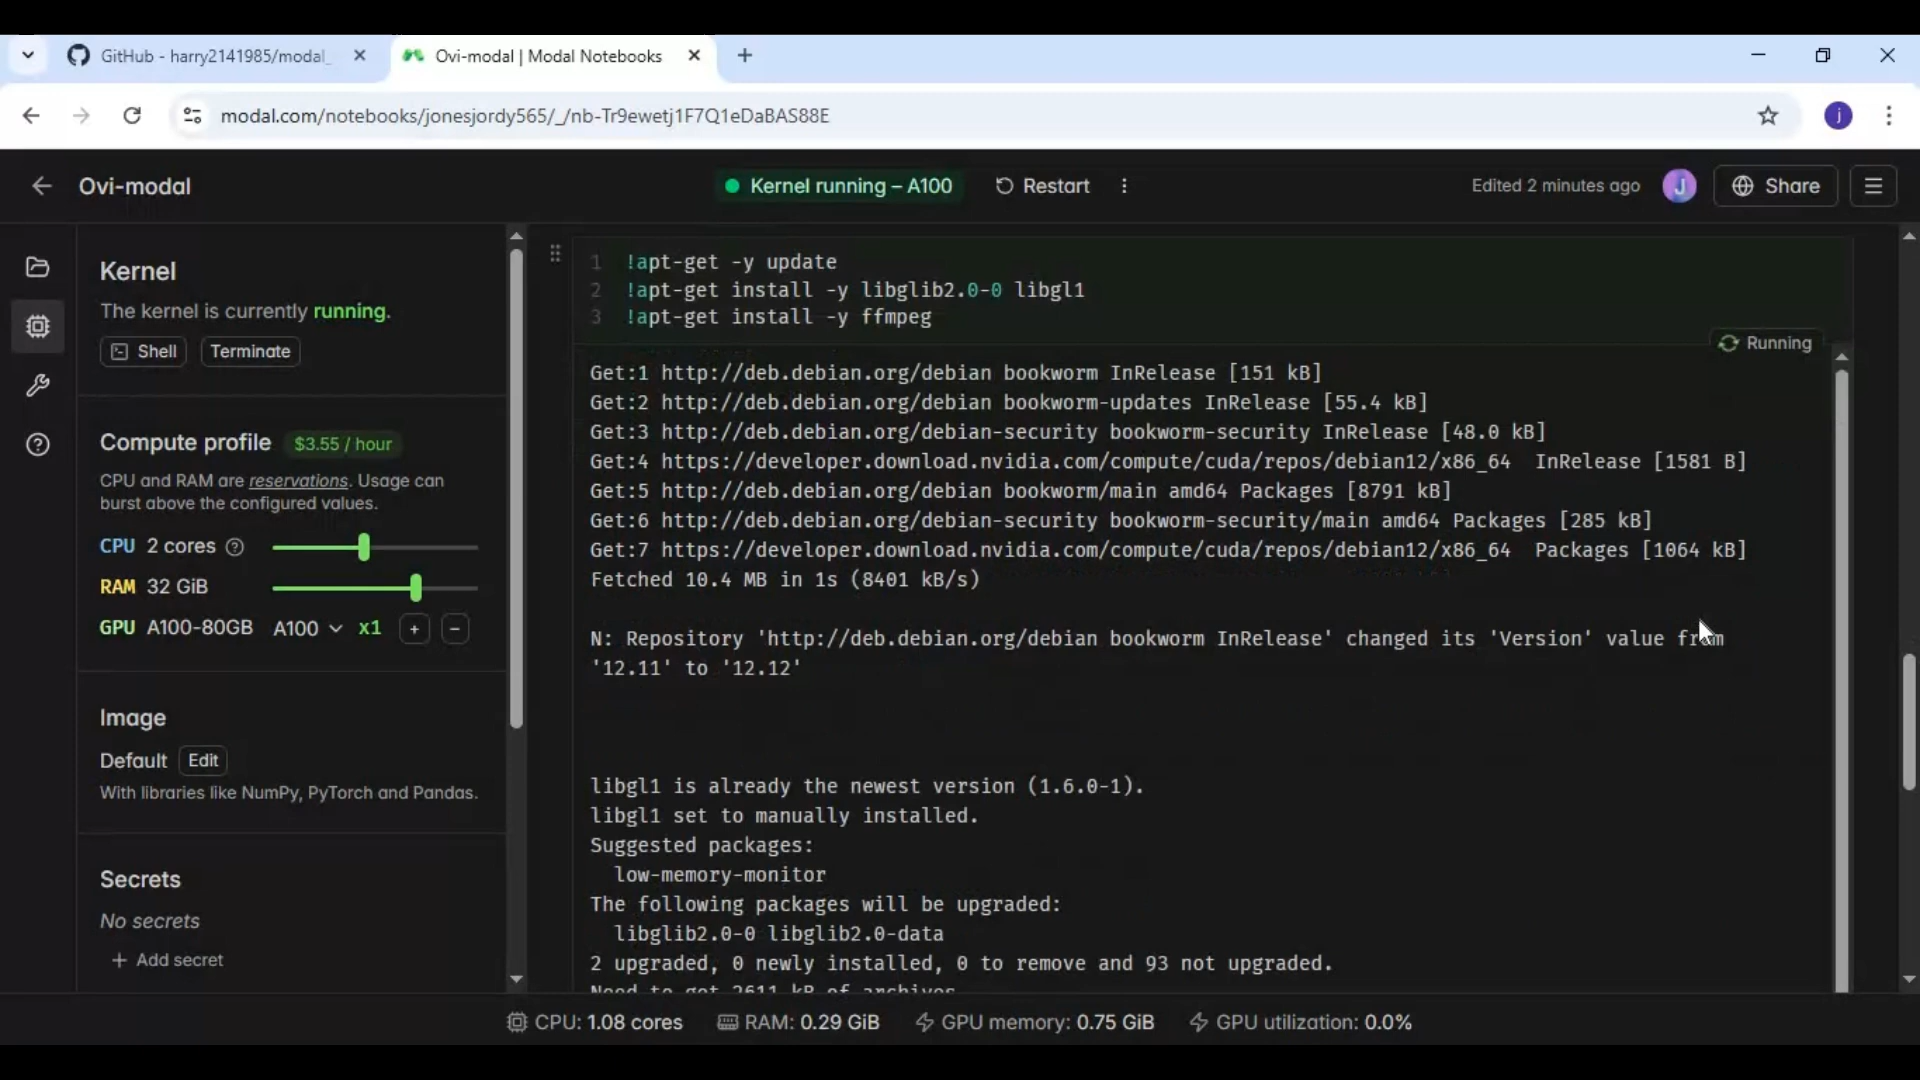 GitHub - harry2141985/modal_
Ovi-modal | Modal Notebooks
modal.com/notebooks/jonesjordy565/_/nb-Tr9ewetj1F7Q1eDaBAS88E
j
Ovi-modal
Kernel running – A100
Restart
Edited 2 minutes ago
J
Share
Kernel
The kernel is currently running.
Shell
Terminate
Compute profile
$3.55 / hour
CPU and RAM are reservations. Usage can
burst above the configured values.
CPU 2 cores
RAM 32 GiB
GPU A100-80GB A100 x1 + −
Image
Default Edit
With libraries like NumPy, PyTorch and Pandas.
Secrets
No secrets
+ Add secret
1 !apt-get -y update
2 !apt-get install -y libglib2.0-0 libgl1
3 !apt-get install -y ffmpeg
Running
Get:1 http://deb.debian.org/debian bookworm InRelease [151 kB]
Get:2 http://deb.debian.org/debian bookworm-updates InRelease [55.4 kB]
Get:3 http://deb.debian.org/debian-security bookworm-security InRelease [48.0 kB]
Get:4 https://developer.download.nvidia.com/compute/cuda/repos/debian12/x86_64  InRelease [1581 B]
Get:5 http://deb.debian.org/debian bookworm/main amd64 Packages [8791 kB]
Get:6 http://deb.debian.org/debian-security bookworm-security/main amd64 Packages [285 kB]
Get:7 https://developer.download.nvidia.com/compute/cuda/repos/debian12/x86_64  Packages [1064 kB]
Fetched 10.4 MB in 1s (8401 kB/s)
N: Repository 'http://deb.debian.org/debian bookworm InRelease' changed its 'Version' value from
'12.11' to '12.12'
libgl1 is already the newest version (1.6.0-1).
libgl1 set to manually installed.
Suggested packages:
low-memory-monitor
The following packages will be upgraded:
libglib2.0-0 libglib2.0-data
2 upgraded, 0 newly installed, 0 to remove and 93 not upgraded.
Need to get 2611 kB of archives.
CPU: 1.08 cores
RAM: 0.29 GiB
GPU memory: 0.75 GiB
GPU utilization: 0.0%